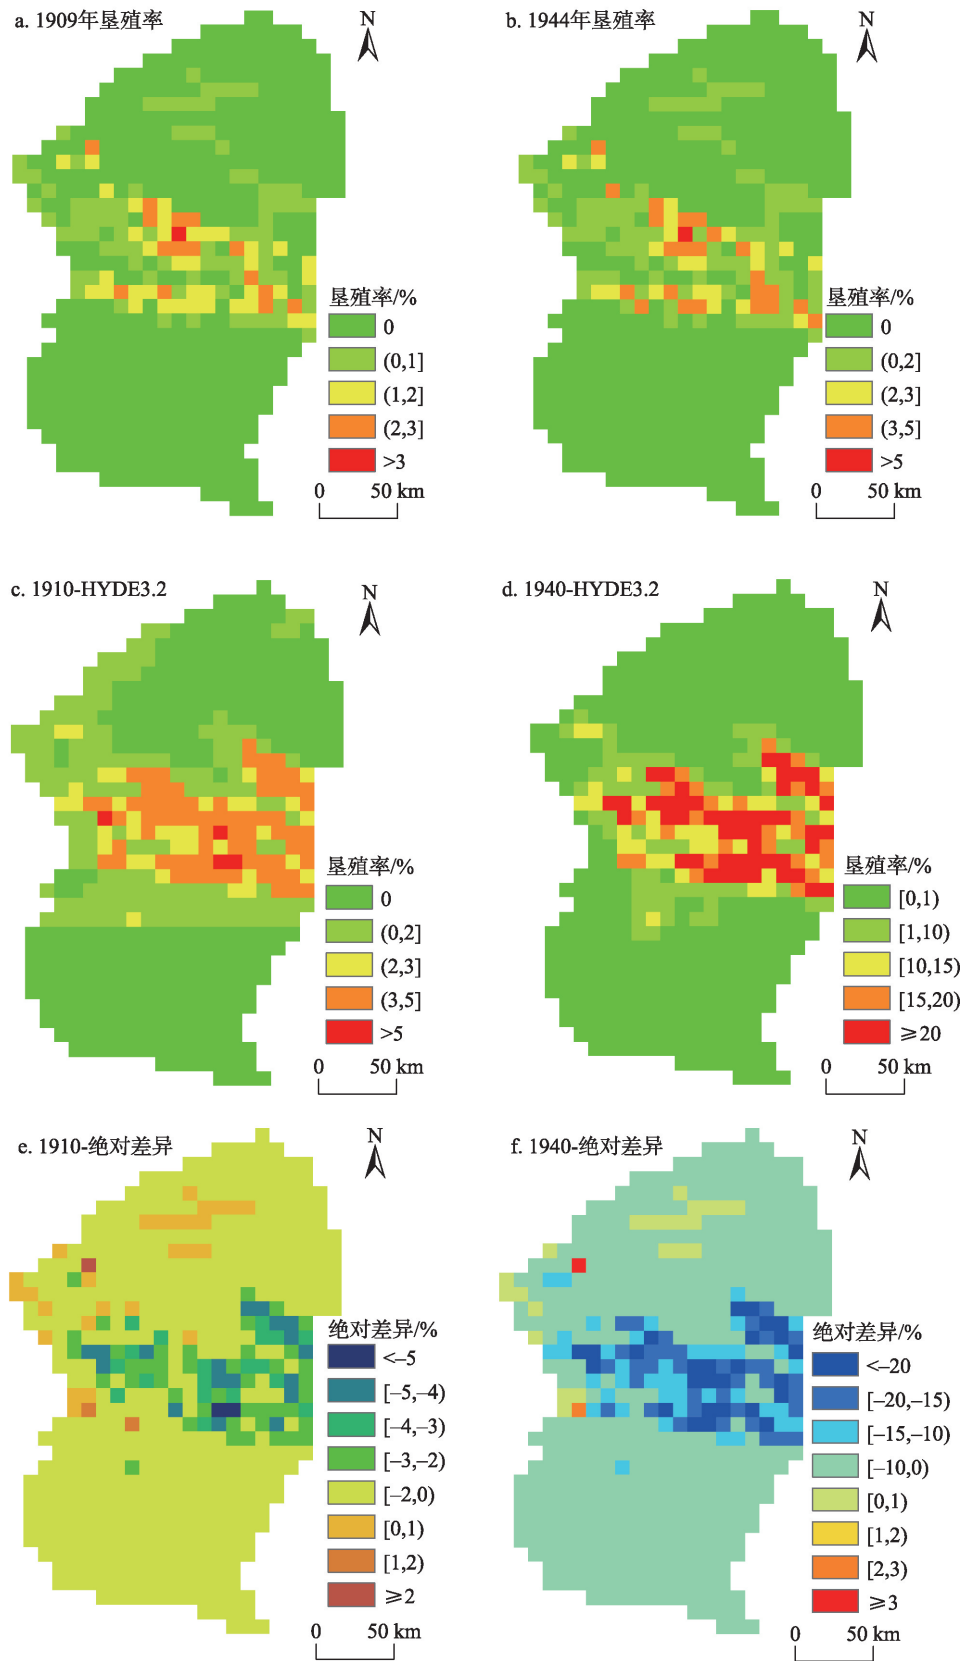 a. 1909年垦殖率
N
垦殖率/%
0
(0,1]
(1,2]
(2,3]
>3
0 50 km
b. 1944年垦殖率
N
垦殖率/%
0
(0,2]
(2,3]
(3,5]
>5
0 50 km
c. 1910-HYDE3.2
N
垦殖率/%
0
(0,2]
(2,3]
(3,5]
>5
0 50 km
d. 1940-HYDE3.2
N
垦殖率/%
[0,1)
[1,10)
[10,15)
[15,20)
⩾20
0 50 km
e. 1910-绝对差异
N
绝对差异/%
<–5
[–5,–4)
[–4,–3)
[–3,–2)
[–2,0)
[0,1)
[1,2)
⩾2
0 50 km
f. 1940-绝对差异
N
绝对差异/%
<–20
[–20,–15)
[–15,–10)
[–10,0)
[0,1)
[1,2)
[2,3)
⩾3
0 50 km